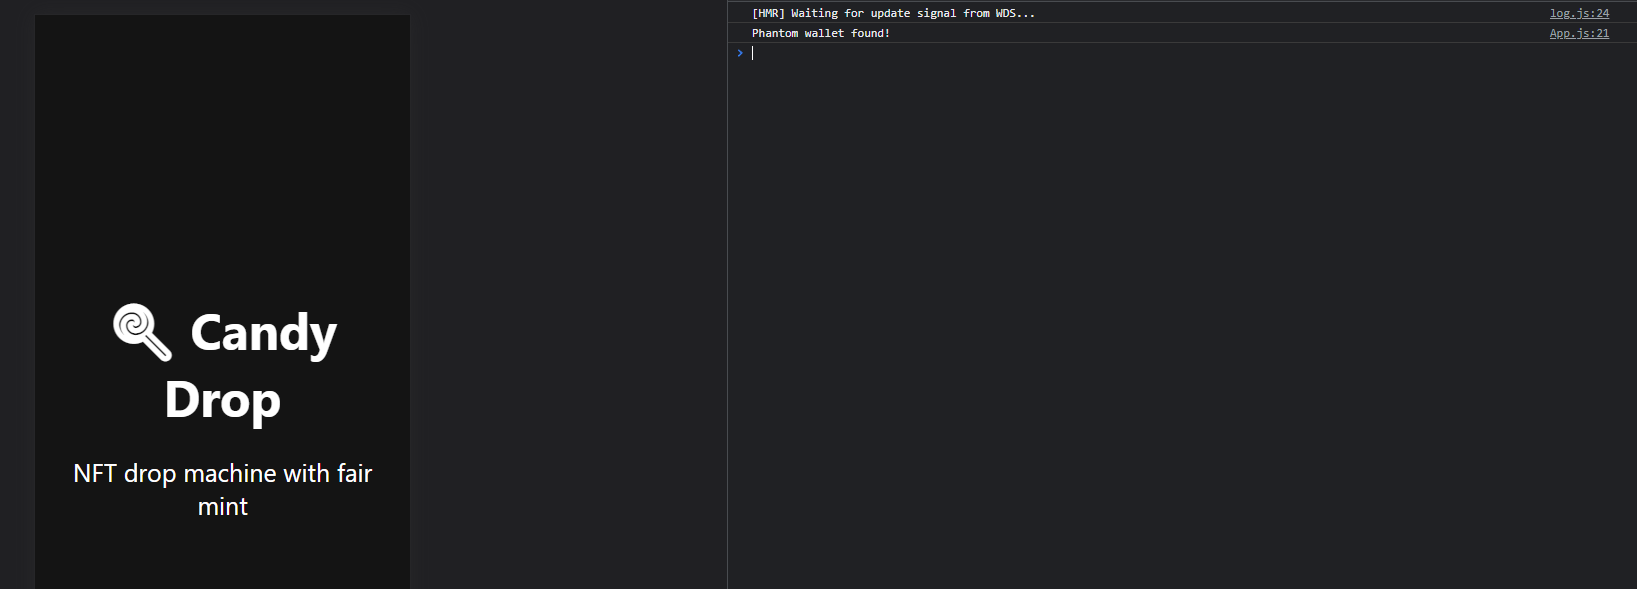 Candy
Drop
NFT drop machine with fair
mint
[HMR] Waiting for update signal from WDS... log.js:24
Phantom wallet found! App.js:21